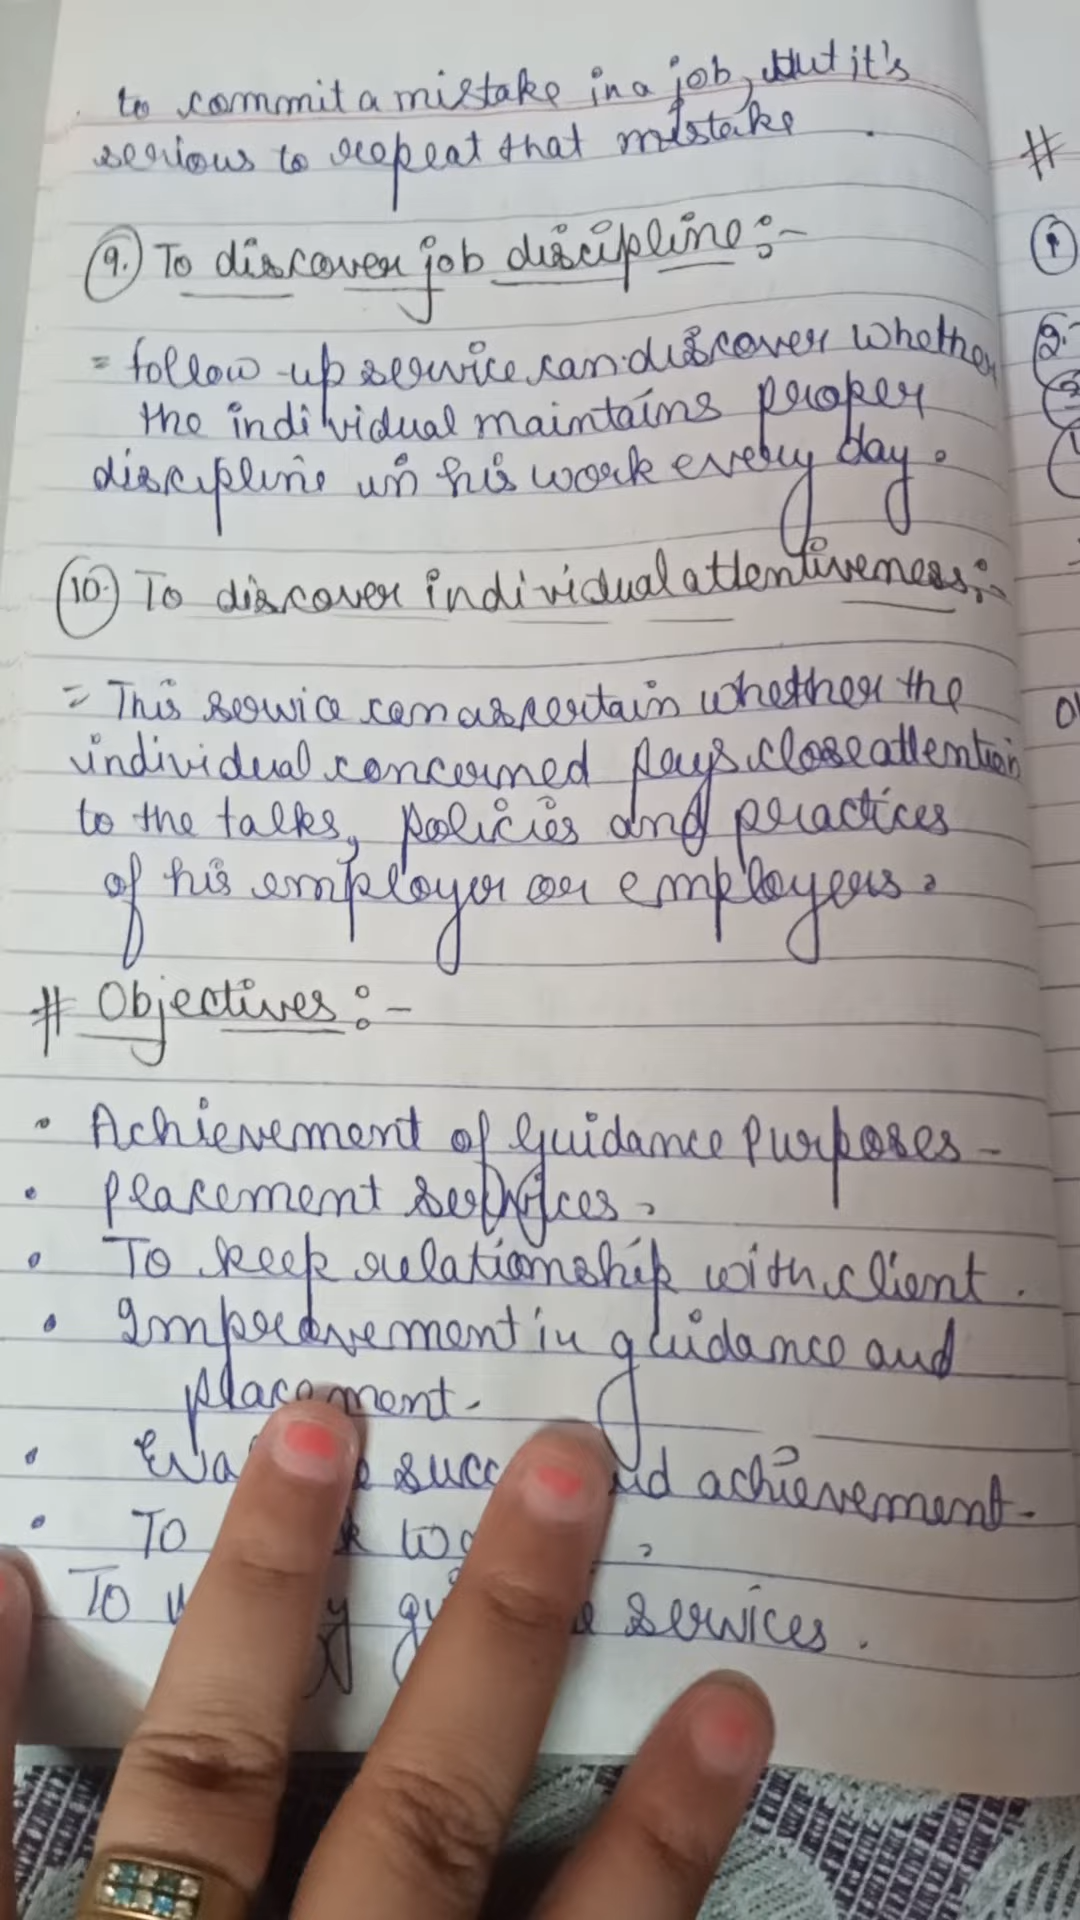 to commit a mistake in a job, but it's
serious to repeat that mistake
9. To discover job discipline :-
= follow-up service can discover whether
the individual maintains proper
discipline in his work every day.
10. To discover individual attentiveness:-
= This service can ascertain whether the
individual concerned pays close attention
to the talks, policies and practices
of his employer or employers.
# Objectives :-
• Achievement of guidance purposes -
• placement services.
• To keep relationship with client.
• Improvement in guidance and
placement.
• achievement.
• To
To services.
#
1
2.